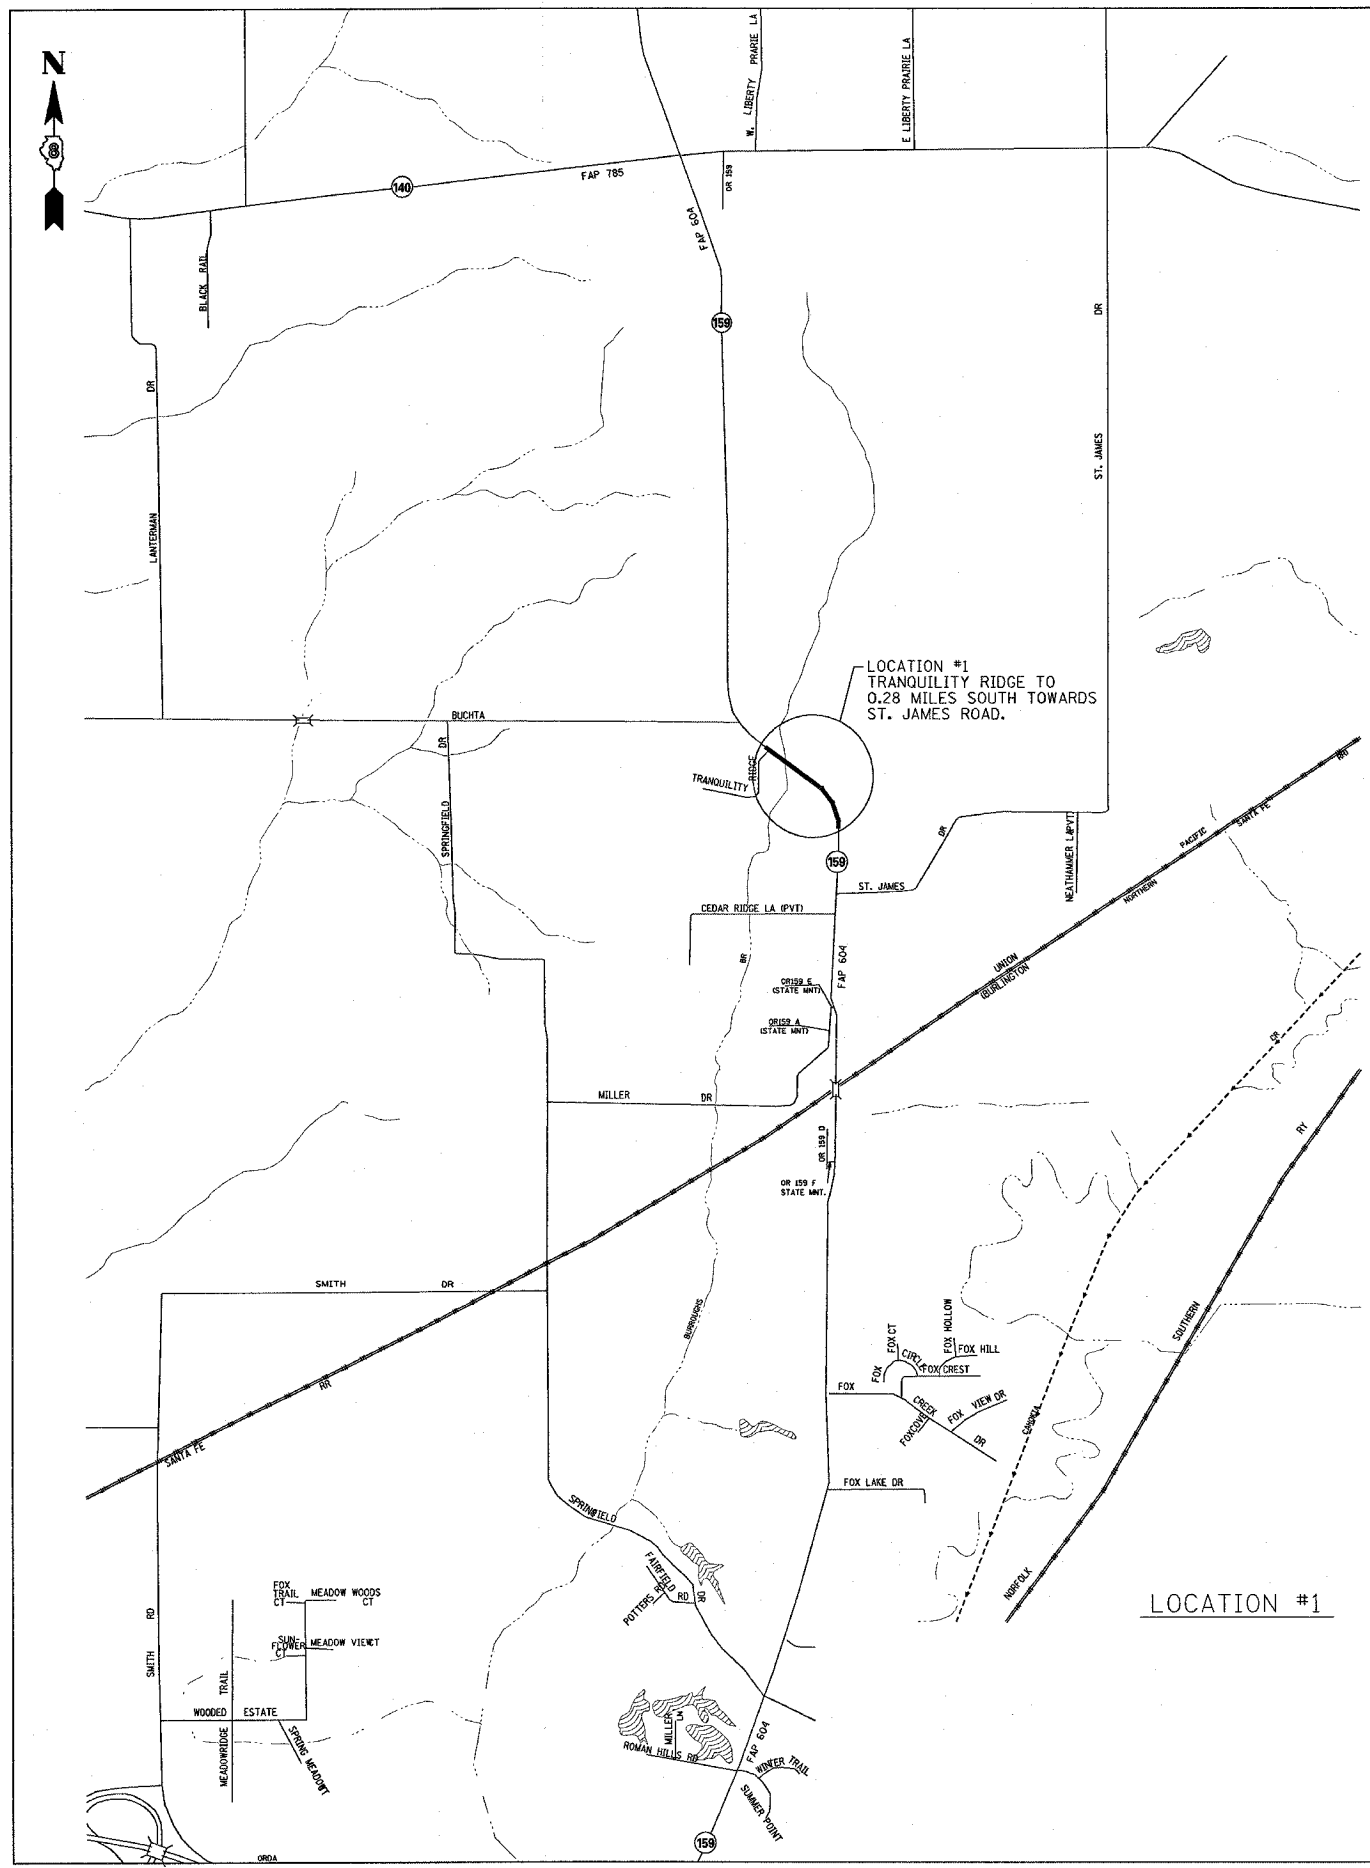 N
W. LIBERTY PRARIE LA
E LIBERTY PRAIRIE LA
140
FAP 785
OR 159
FAP 604
BLACK RAIL
159
DR
DR
ST. JAMES
LANTERMAN
LOCATION #1
TRANQUILITY RIDGE TO
0.28 MILES SOUTH TOWARDS
ST. JAMES ROAD.
BUCHTA
DR
TRANQUILITY
RIDGE
SPRINGFIELD
DR
159
ST. JAMES
NEATHAMMER LA(PVT)
PACIFIC
SANTA FE
RD
NORTHERN
CEDAR RIDGE LA (PVT)
BR
FAP 604
UNION
(BURLINGTON
OR159 E
(STATE MNT)
OR159 A
(STATE MNT)
DR
MILLER
DR
OR 159 D
OR 159 F
STATE MNT.
RY
SMITH
DR
BURROUGHS
SOUTHERN
RR
FOX
FOX CT
CIRCLE
FOX HOLLOW
FOX HILL
FOX CREST
FOX
CREEK
FOXCOVE
FOX VIEW DR
DR
SANTA FE
FOX LAKE DR
SPRINGFIELD
FAIRFIELD
RD
DR
POTTERS RD
NORFOLK
LOCATION #1
FOX
TRAIL
CT
MEADOW WOODS
CT
SUN-
FLOWER
CT
MEADOW VIEW CT
SMITH RD
TRAIL
WOODED ESTATE
MEADOWRIDGE
SPRING MEADOW CT
MILLER
LN
ROMAN HILLS RD
FAP 604
WINTER TRAIL
SUMMER POINT
159